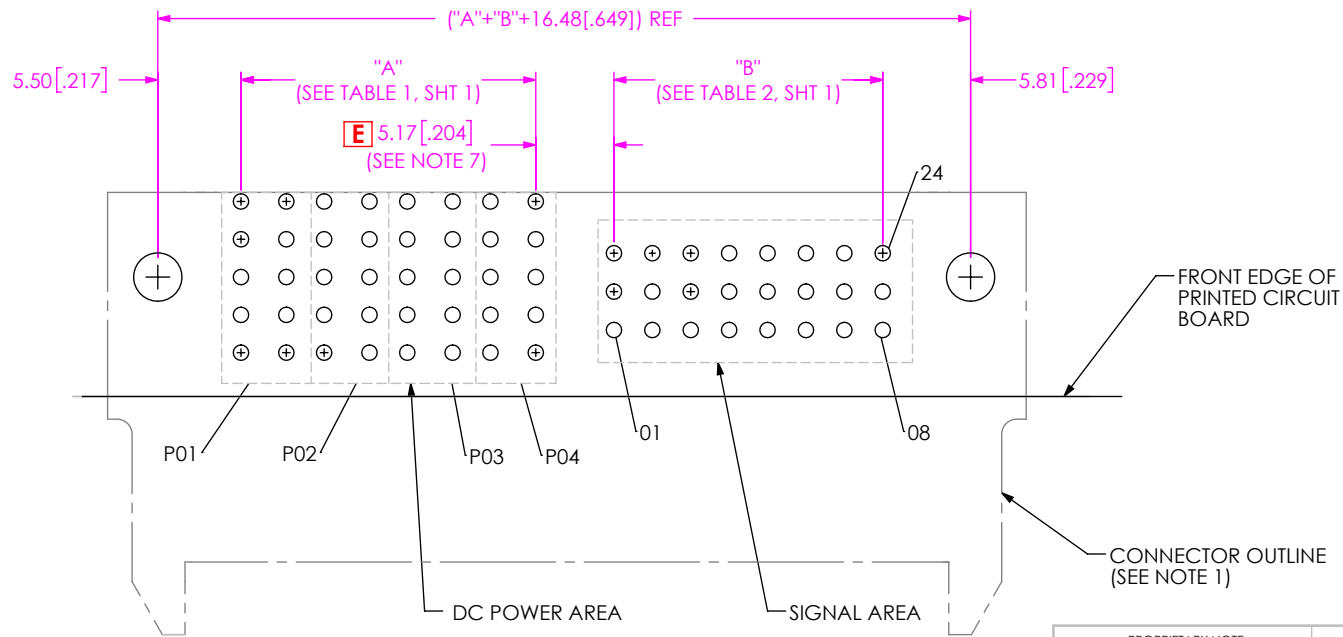 ("A"+"B"+16.48[.649]) REF
5.50[.217]
"A"
(SEE TABLE 1, SHT 1)
"B"
(SEE TABLE 2, SHT 1)
5.81[.229]
E 5.17[.204]
(SEE NOTE 7)
24
FRONT EDGE OF
PRINTED CIRCUIT
BOARD
P01
P02
P03
P04
01
08
CONNECTOR OUTLINE
(SEE NOTE 1)
DC POWER AREA
SIGNAL AREA